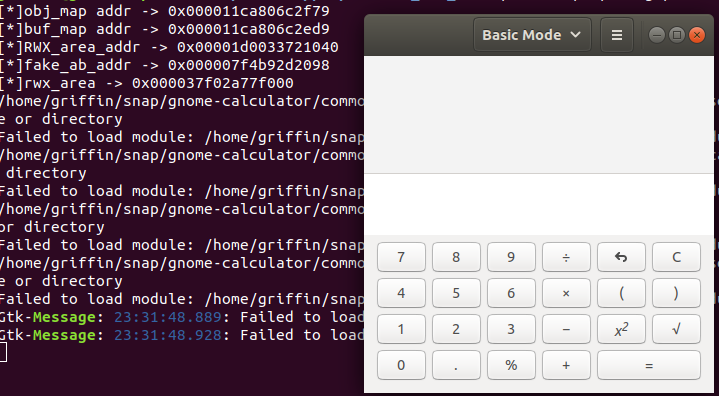 [*]obj_map addr -> 0x000011ca806c2f79
[*]buf_map addr -> 0x000011ca806c2ed9
[*]RWX_area_addr -> 0x00001d0033721040
[*]fake_ab_addr -> 0x000007f4b92d2098
[*]rwx_area -> 0x000037f02a77f000
/home/griffin/snap/gnome-calculator/commo
e or directory
Failed to load module: /home/griffin/snap
/home/griffin/snap/gnome-calculator/commo
directory
Failed to load module: /home/griffin/snap
/home/griffin/snap/gnome-calculator/commo
or directory
Failed to load module: /home/griffin/snap
/home/griffin/snap/gnome-calculator/commo
e or directory
Failed to load module: /home/griffin/snap
Gtk-Message: 23:31:48.889: Failed to load
Gtk-Message: 23:31:48.928: Failed to load
Basic Mode
7 8 9 ÷ C
4 5 6 × ( )
1 2 3 − x² √
0 . % + =